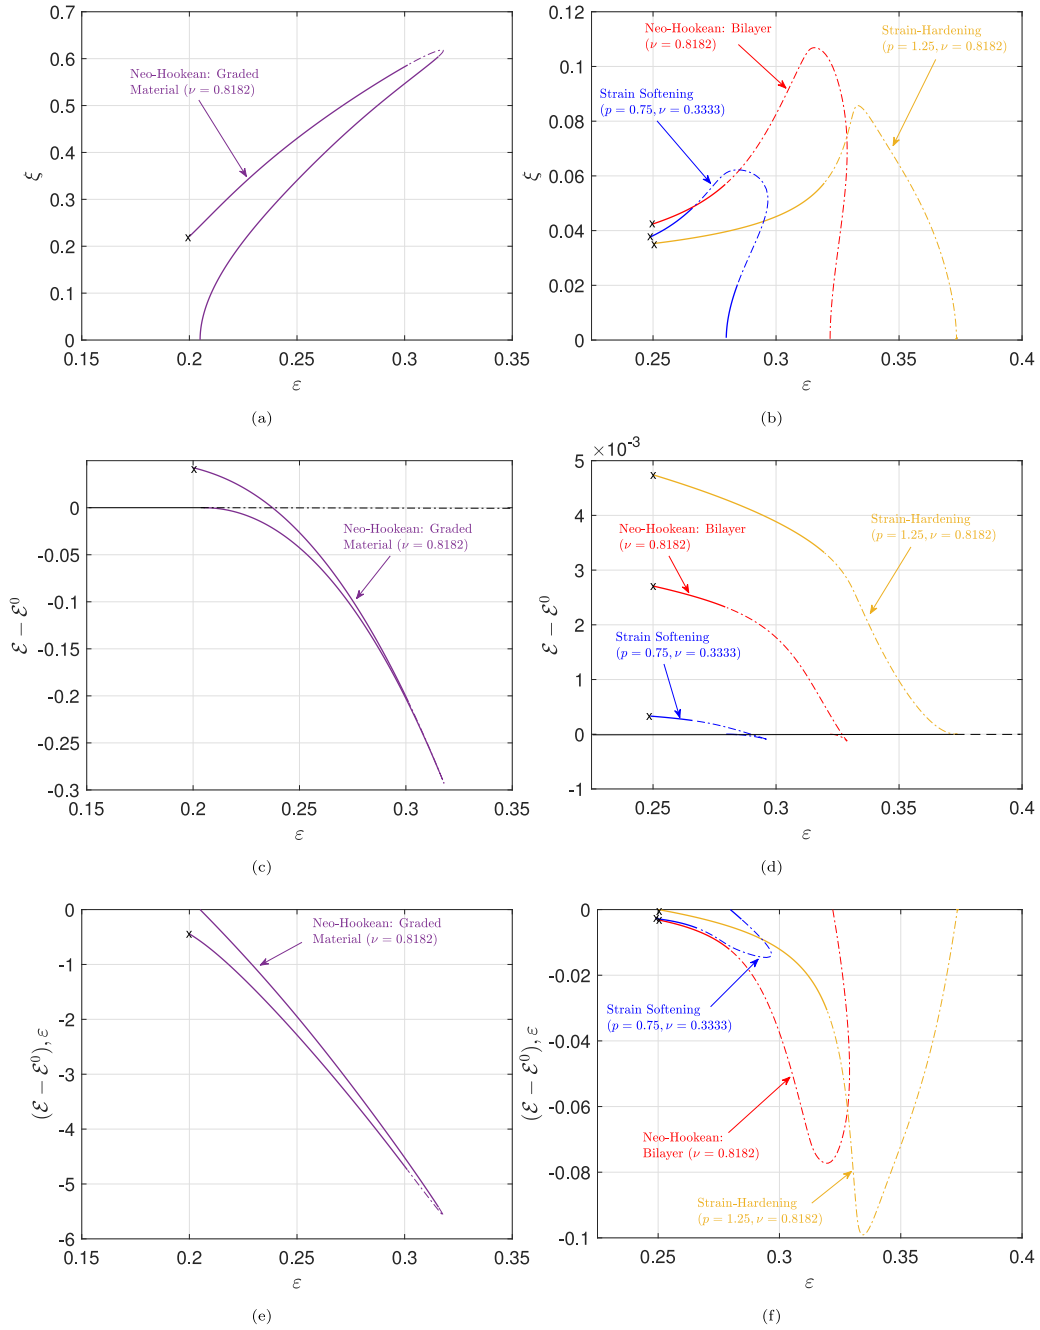 0.7
0.6
0.5
0.4
0.3
0.2
0.1
0
ξ
Neo-Hookean: Graded
Material (ν = 0.8182)
x
0.15
0.2
0.25
0.3
0.35
ε
(a)
0.12
0.1
0.08
0.06
0.04
0.02
0
ξ
Neo-Hookean: Bilayer
(ν = 0.8182)
Strain-Hardening
(p = 1.25, ν = 0.8182)
Strain Softening
(p = 0.75, ν = 0.3333)
x
x
x
0.25
0.3
0.35
0.4
ε
(b)
0
-0.05
-0.1
-0.15
-0.2
-0.25
-0.3
ℰ − ℰ⁰
x
Neo-Hookean: Graded
Material (ν = 0.8182)
0.15
0.2
0.25
0.3
0.35
ε
(c)
×10⁻³
5
4
3
2
1
0
-1
ℰ − ℰ⁰
x
Neo-Hookean: Bilayer
(ν = 0.8182)
Strain-Hardening
(p = 1.25, ν = 0.8182)
x
Strain Softening
(p = 0.75, ν = 0.3333)
x
0.25
0.3
0.35
0.4
ε
(d)
0
-1
-2
-3
-4
-5
-6
(ℰ − ℰ⁰),ε
Neo-Hookean: Graded
Material (ν = 0.8182)
x
0.15
0.2
0.25
0.3
0.35
ε
(e)
0
-0.02
-0.04
-0.06
-0.08
-0.1
(ℰ − ℰ⁰),ε
x
x
x
Strain Softening
(p = 0.75, ν = 0.3333)
Neo-Hookean:
Bilayer (ν = 0.8182)
Strain-Hardening
(p = 1.25, ν = 0.8182)
0.25
0.3
0.35
0.4
ε
(f)